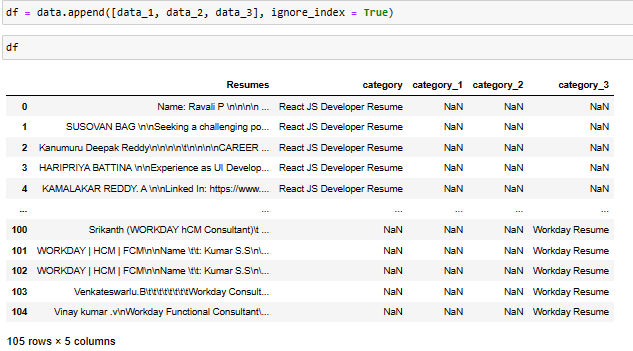 df = data.append([data_1, data_2, data_3], ignore_index = True)
df
Resumes category category_1 category_2 category_3
0 Name: Ravali P \n\n\n\n ... React JS Developer Resume NaN NaN NaN
1 SUSOVAN BAG \n\nSeeking a challenging po... React JS Developer Resume NaN NaN NaN
2 Kanumuru Deepak Reddy\n\n\n\n\t\n\n\n\nCAREER ... React JS Developer Resume NaN NaN NaN
3 HARIPRIYA BATTINA \n\nExperience as UI Develop... React JS Developer Resume NaN NaN NaN
4 KAMALAKAR REDDY. A \n\nLinked In: https://www.... React JS Developer Resume NaN NaN NaN
... ... ... ... ... ...
100 Srikanth (WORKDAY hCM Consultant)\t ... NaN NaN NaN Workday Resume
101 WORKDAY | HCM | FCM\n\nName \t\t: Kumar S.S\n\... NaN NaN NaN Workday Resume
102 WORKDAY | HCM | FCM\n\nName \t\t: Kumar S.S\n\... NaN NaN NaN Workday Resume
103 Venkateswarlu.B\t\t\t\t\t\t\tWorkday Consult... NaN NaN NaN Workday Resume
104 Vinay kumar .v\nWorkday Functional Consultant\... NaN NaN NaN Workday Resume
105 rows × 5 columns